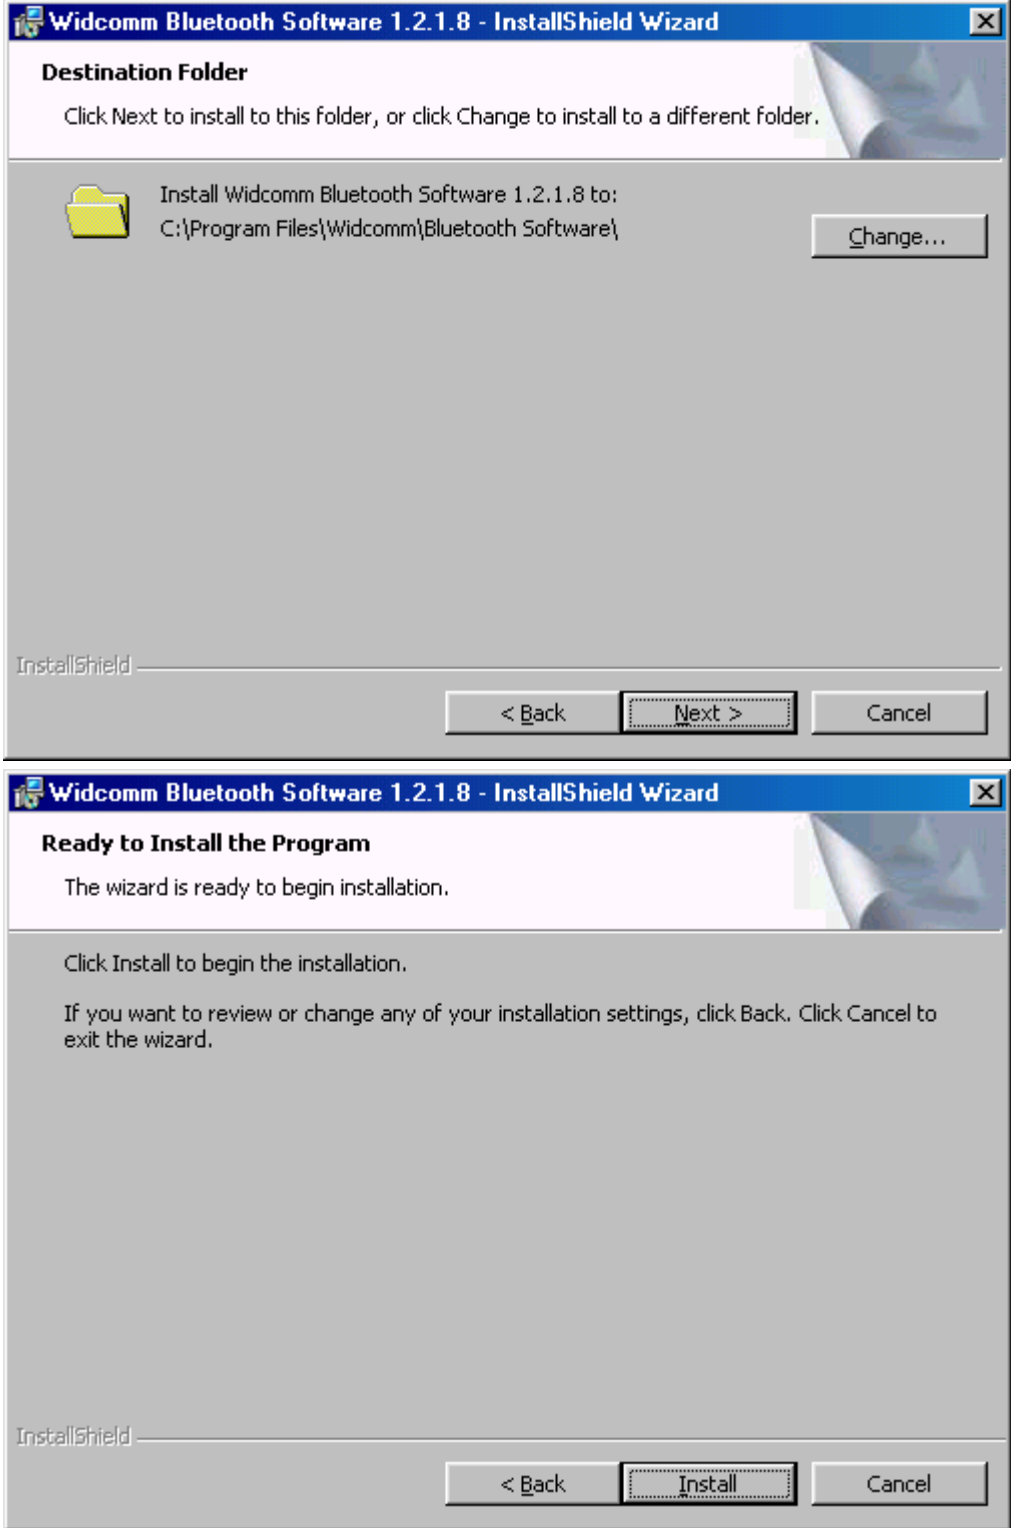 Widcomm Bluetooth Software 1.2.1.8 - InstallShield Wizard
Destination Folder
Click Next to install to this folder, or click Change to install to a different folder.
Install Widcomm Bluetooth Software 1.2.1.8 to:
C:\Program Files\Widcomm\Bluetooth Software\
Change...
InstallShield
< Back
Next >
Cancel
Widcomm Bluetooth Software 1.2.1.8 - InstallShield Wizard
Ready to Install the Program
The wizard is ready to begin installation.
Click Install to begin the installation.
If you want to review or change any of your installation settings, click Back. Click Cancel to
exit the wizard.
InstallShield
< Back
Install
Cancel